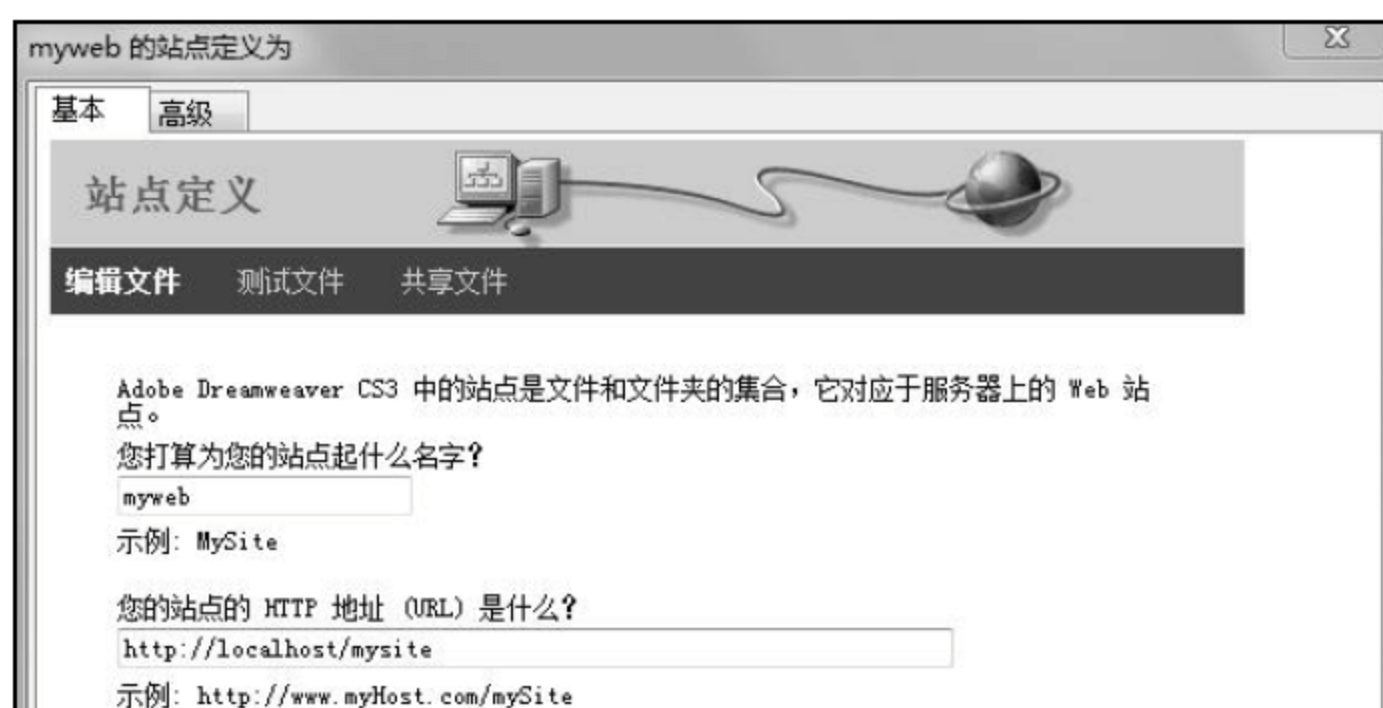 myweb 的站点定义为
基本 高级
站点定义
编辑文件 测试文件 共享文件
Adobe Dreamweaver CS3 中的站点是文件和文件夹的集合，它对应于服务器上的 Web 站
点。
您打算为您的站点起什么名字?
myweb
示例: MySite
您的站点的 HTTP 地址 (URL) 是什么?
http://localhost/mysite
示例: http://www.myHost.com/mySite